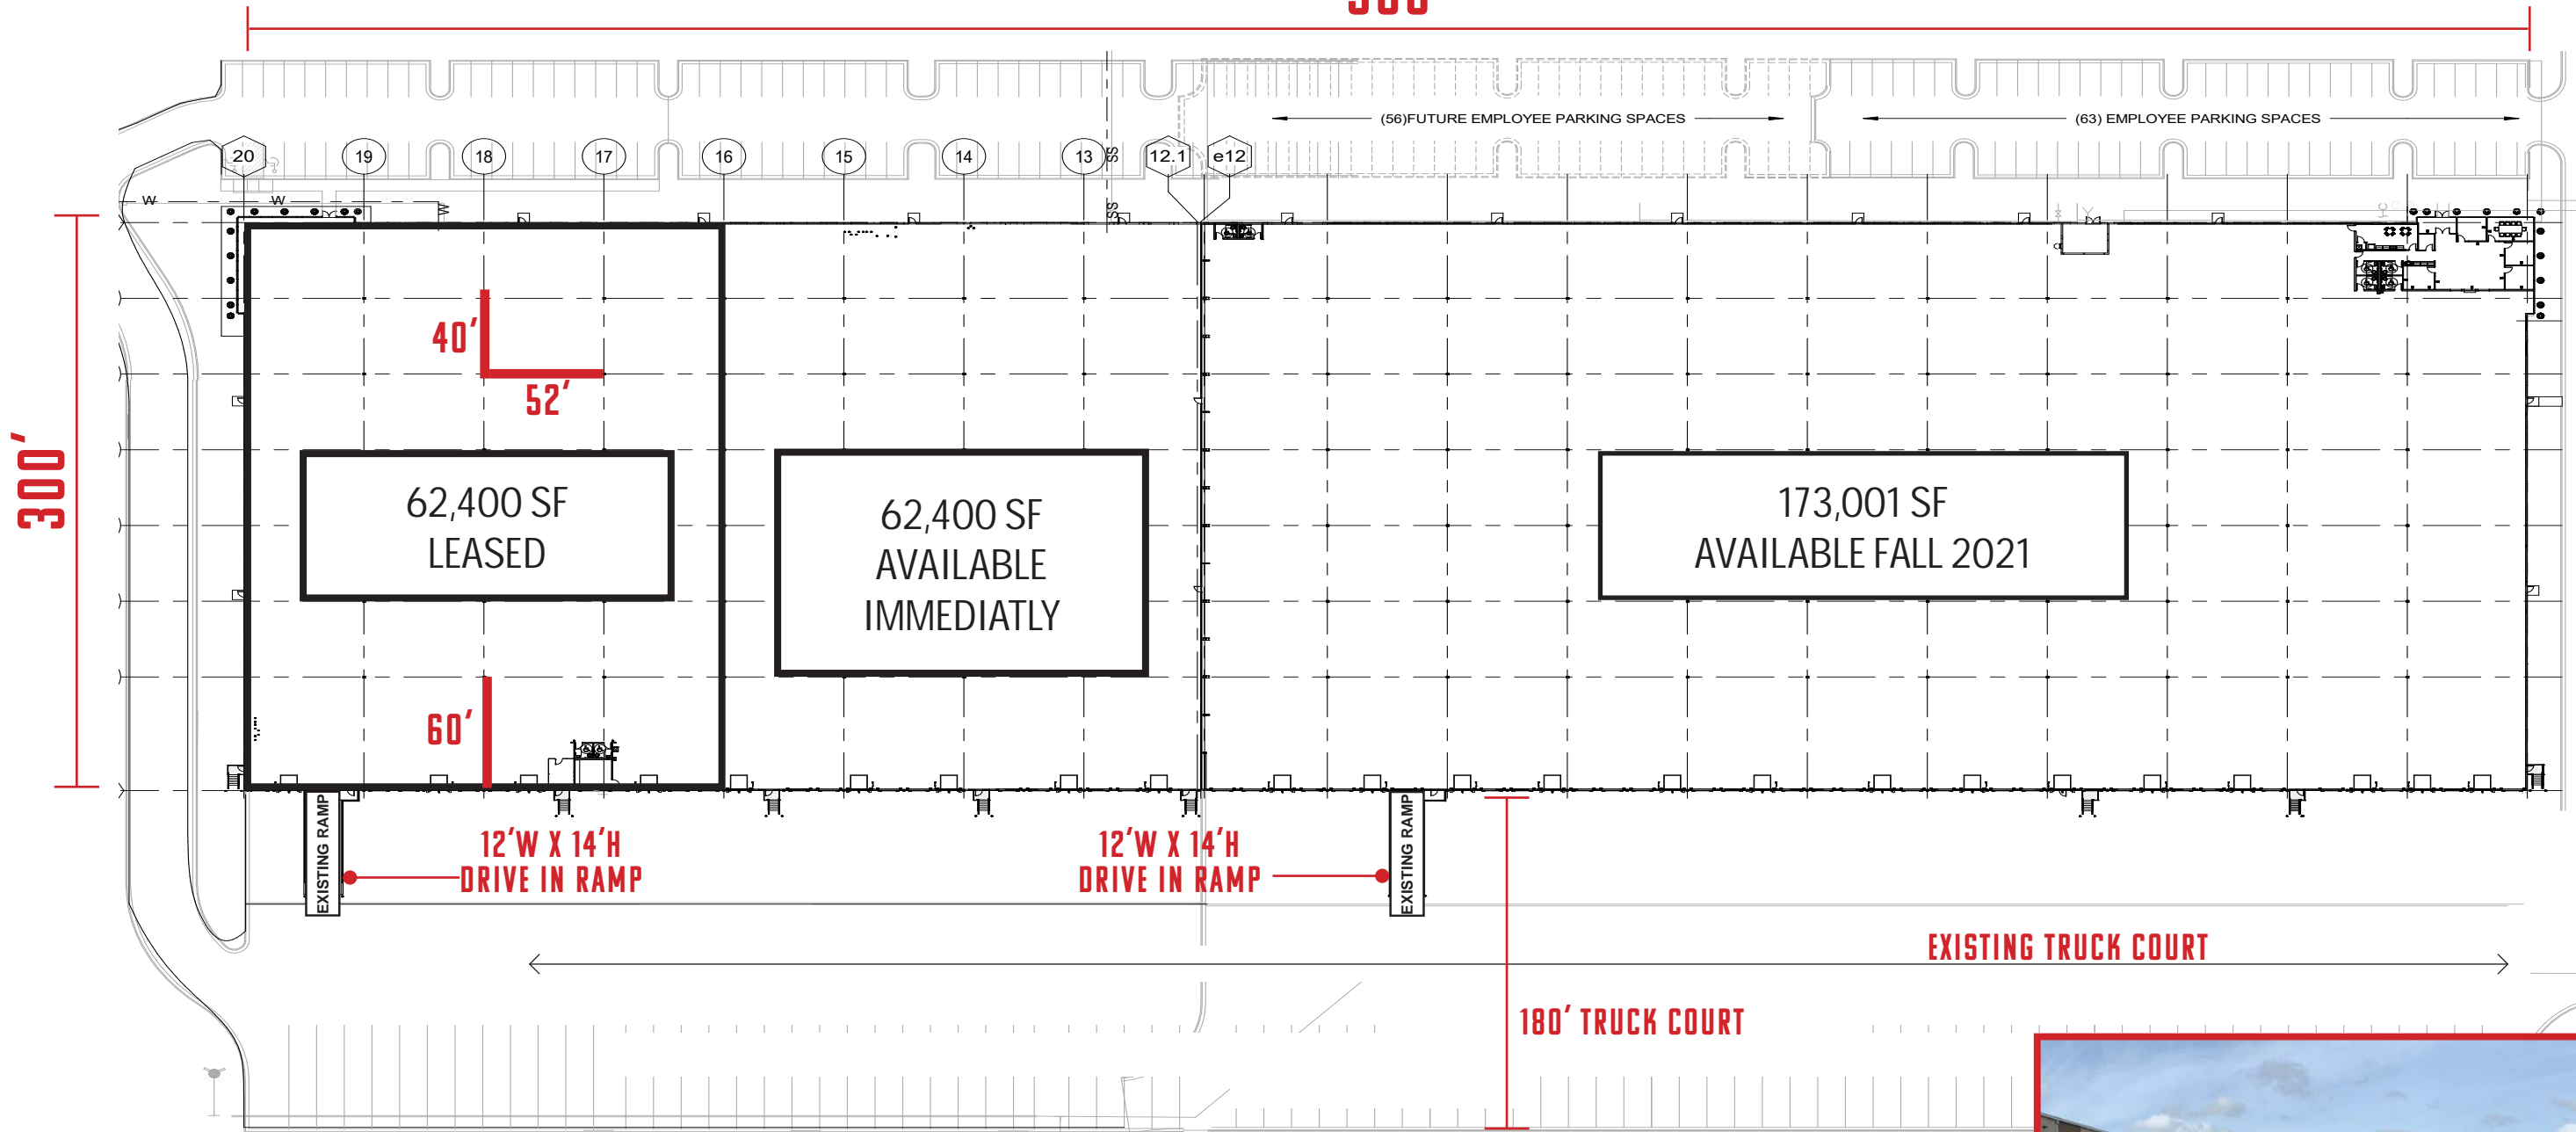 (56)FUTURE EMPLOYEE PARKING SPACES
(63) EMPLOYEE PARKING SPACES
20
19
18
17
16
15
14
13
12.1
e12
SS
SS
W
W
W
300'
40'
52'
60'
62,400 SF
LEASED
62,400 SF
AVAILABLE
IMMEDIATLY
173,001 SF
AVAILABLE FALL 2021
EXISTING RAMP
12'W X 14'H
DRIVE IN RAMP
12'W X 14'H
DRIVE IN RAMP
EXISTING RAMP
EXISTING TRUCK COURT
180' TRUCK COURT